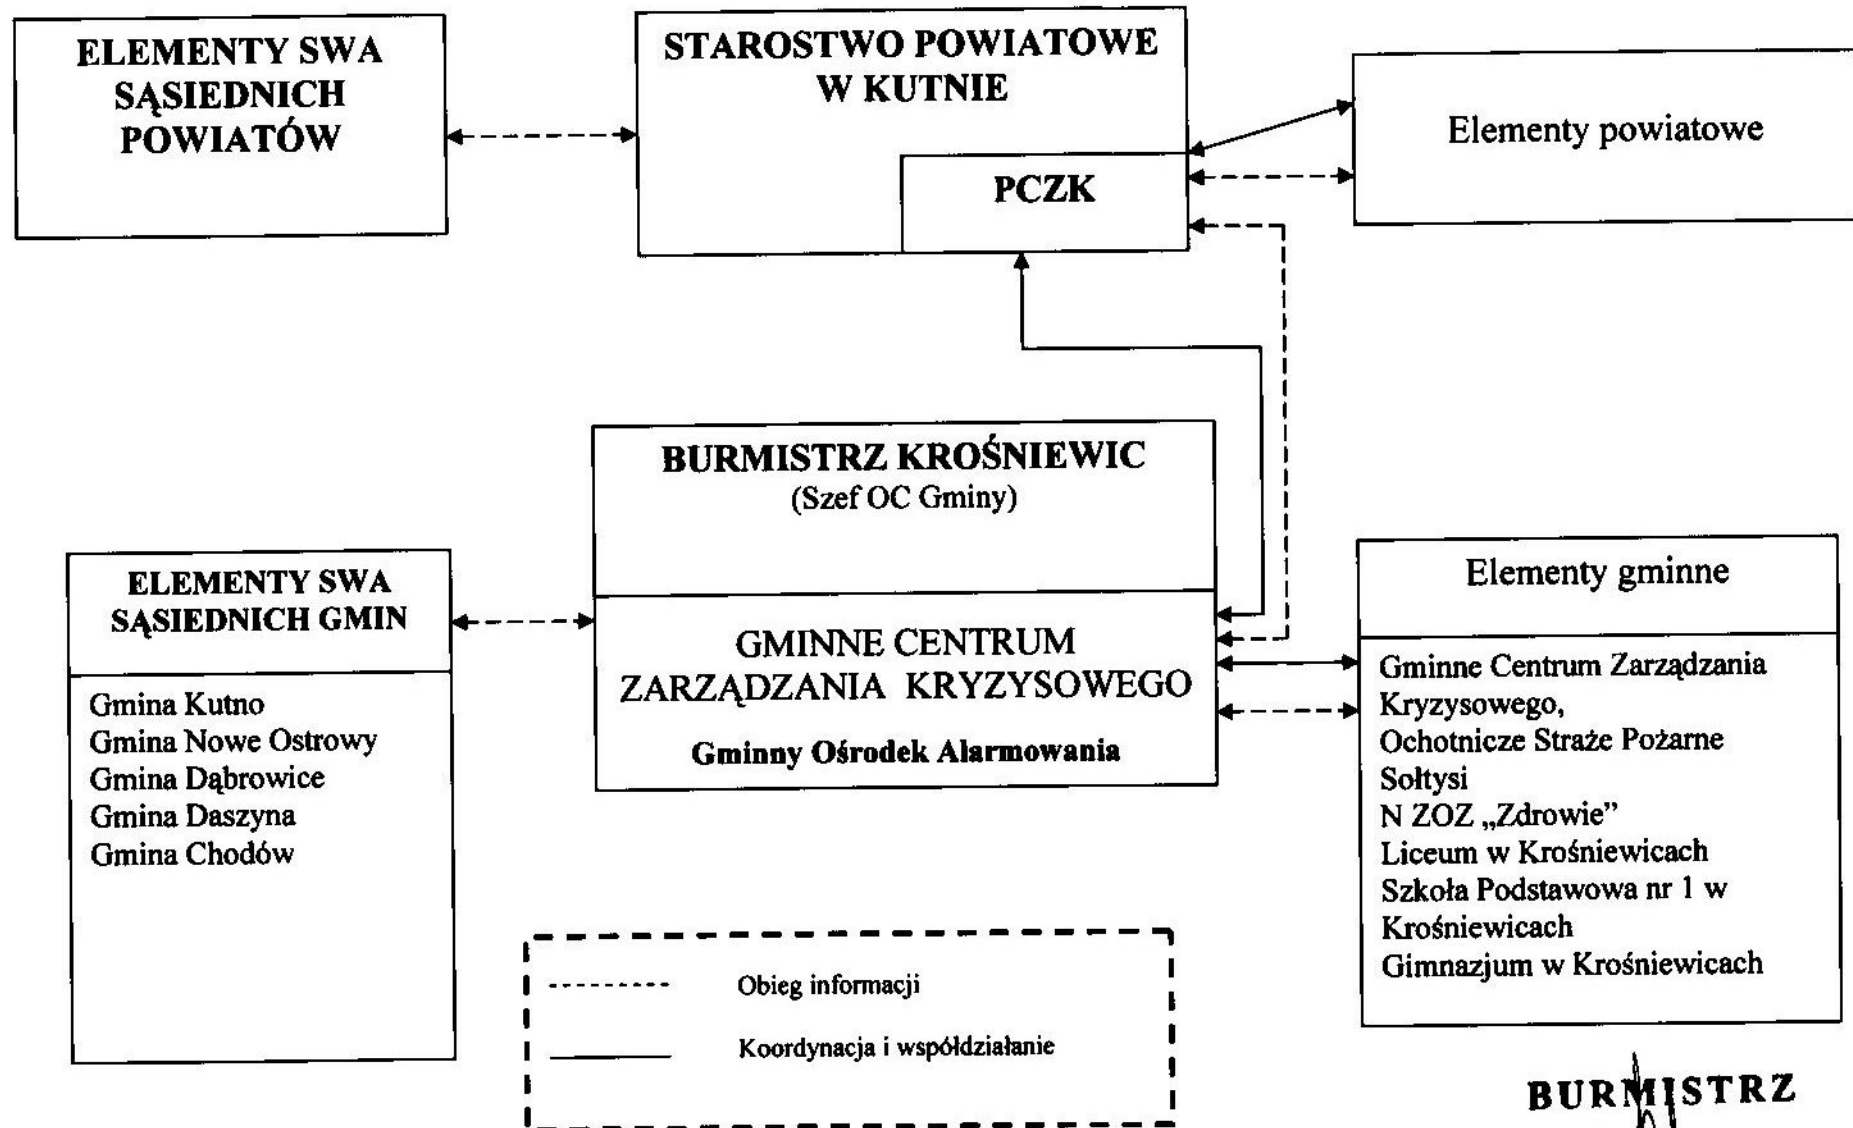 ELEMENTY SWA
SĄSIEDNICH
POWIATÓW
STAROSTWO POWIATOWE
W KUTNIE
PCZK
Elementy powiatowe
BURMISTRZ KROŚNIEWIC
(Szef OC Gminy)
GMINNE CENTRUM
ZARZĄDZANIA KRYZYSOWEGO
Gminny Ośrodek Alarmowania
ELEMENTY SWA
SĄSIEDNICH GMIN
Gmina Kutno
Gmina Nowe Ostrowy
Gmina Dąbrowice
Gmina Daszyna
Gmina Chodów
Elementy gminne
Gminne Centrum Zarządzania
Kryzysowego,
Ochotnicze Straże Pożarne
Sołtysi
N ZOZ „Zdrowie”
Liceum w Krośniewicach
Szkoła Podstawowa nr 1 w
Krośniewicach
Gimnazjum w Krośniewicach
Obieg informacji
Koordynacja i współdziałanie
BURMISTRZ